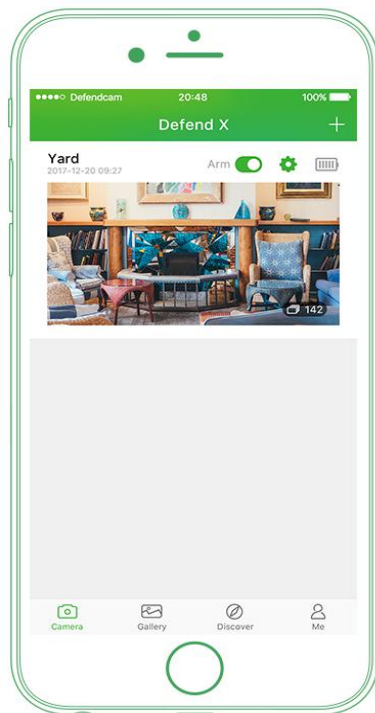 Defendcam 20:48 100%
Defend X
Yard Arm
2017-12-20 09:27
142
Camera Gallery Discover Me